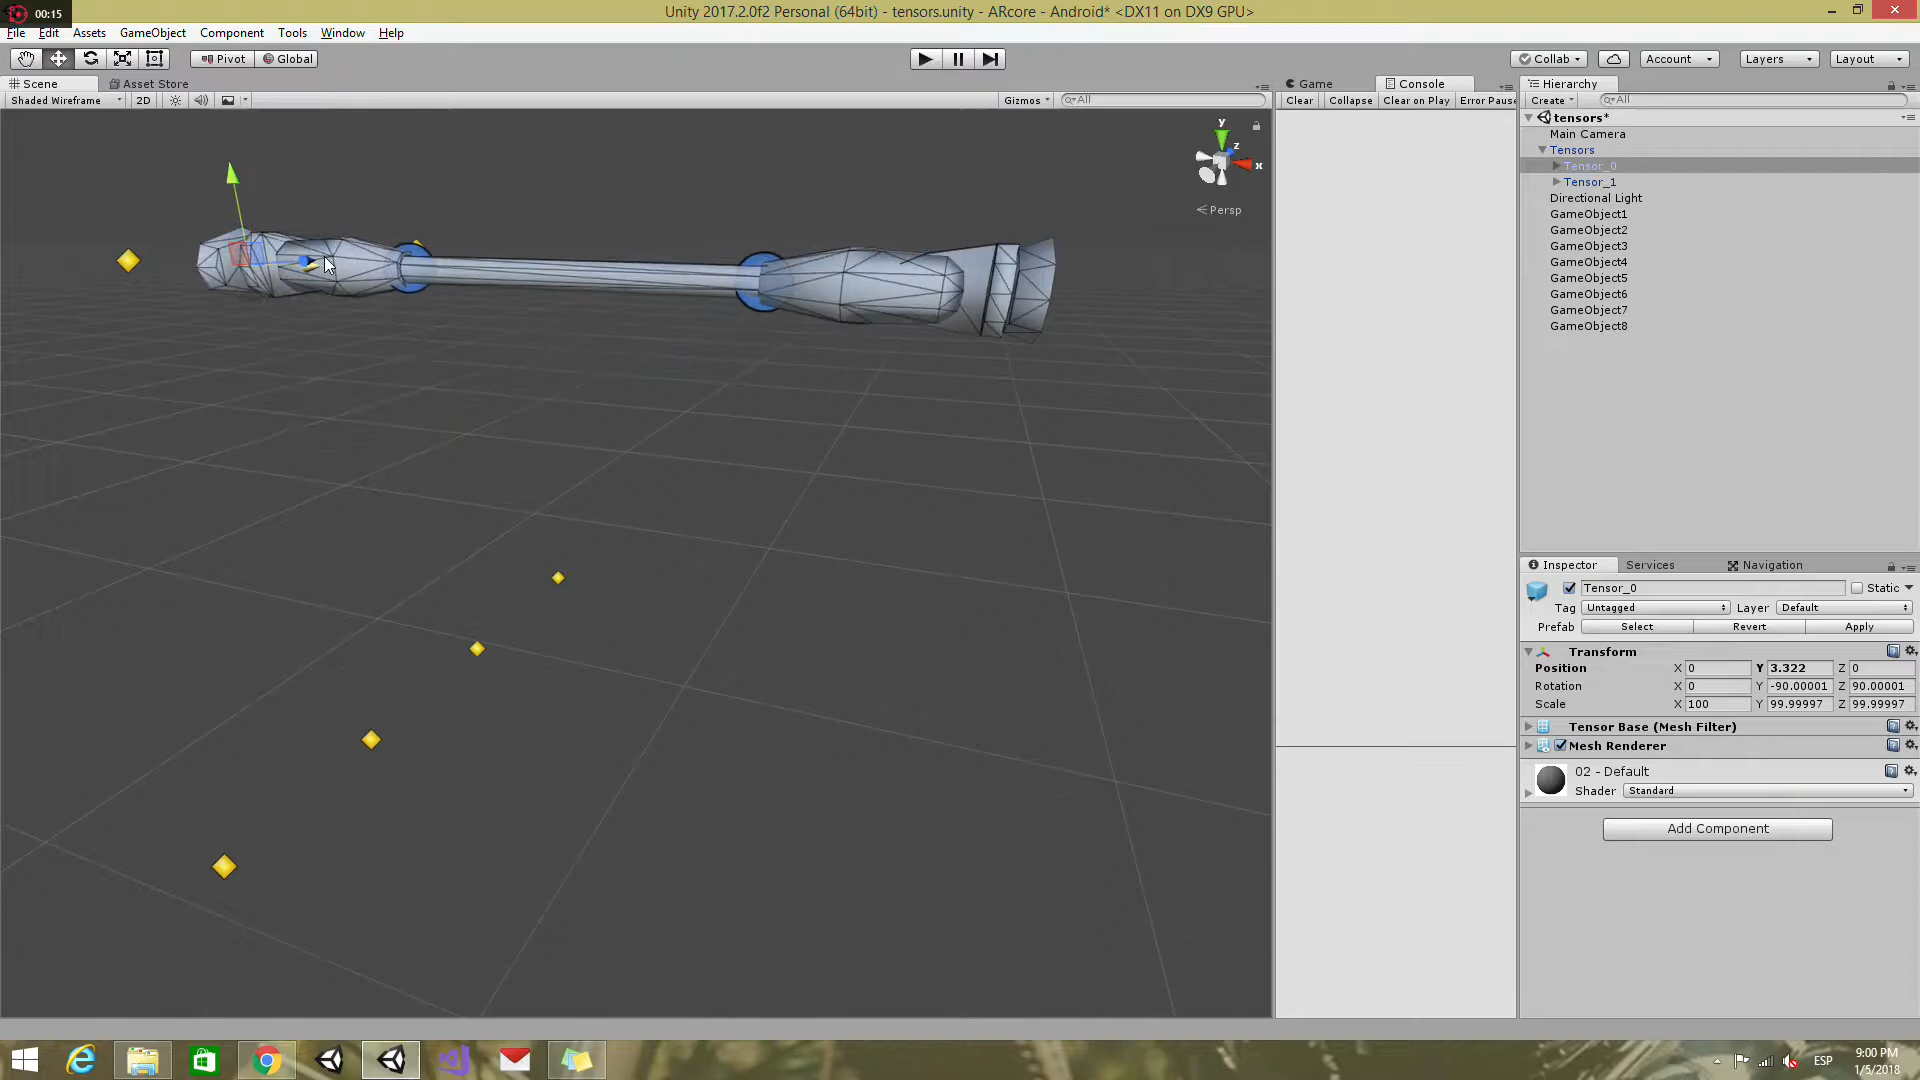 00:15
Unity 2017.2.0f2 Personal (64bit) - tensors.unity - ARcore - Android* <DX11 on DX9 GPU>
File Edit Assets GameObject Component Tools Window Help
Pivot Global Collab Account Layers Layout
Scene Asset Store Game Console Hierarchy
Shaded Wireframe 2D Gizmos All Clear Collapse Clear on Play Error Pause Create All
tensors*
Main Camera
Tensors
Tensor_0
Tensor_1
Directional Light
GameObject1
GameObject2
GameObject3
GameObject4
GameObject5
GameObject6
GameObject7
GameObject8
y
z
x
Persp
Inspector Services Navigation
Tensor_0 Static
Tag Untagged Layer Default
Prefab Select Revert Apply
Transform
Position X 0 Y 3.322 Z 0
Rotation X 0 Y -90.00001 Z 90.00001
Scale X 100 Y 99.99997 Z 99.99997
Tensor Base (Mesh Filter)
Mesh Renderer
02 - Default
Shader Standard
Add Component
ESP
9:00 PM
1/5/2018